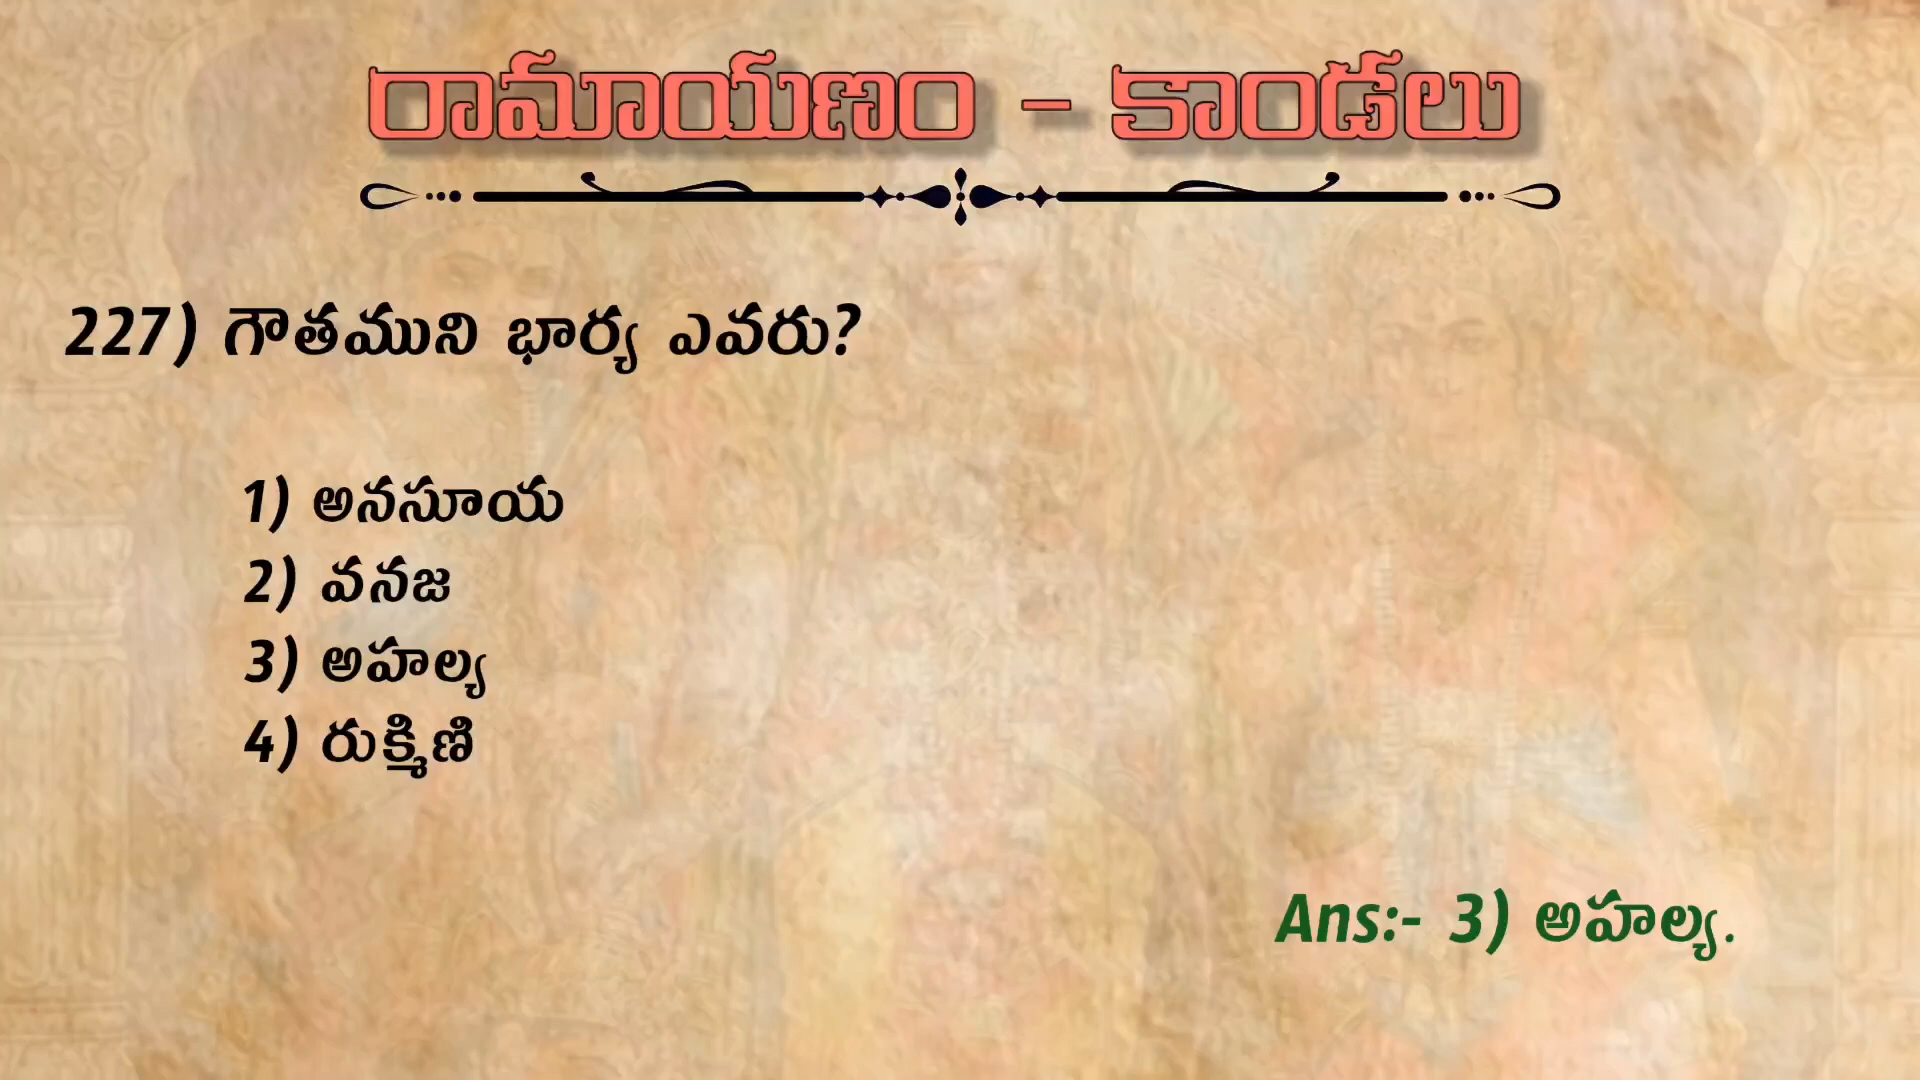 రామాయణం - కాండలు
227) గౌతముని భార్య ఎవరు?
1) అనసూయ
2) వనజ
3) అహల్య
4) రుక్మిణి
Ans:- 3) అహల్య.